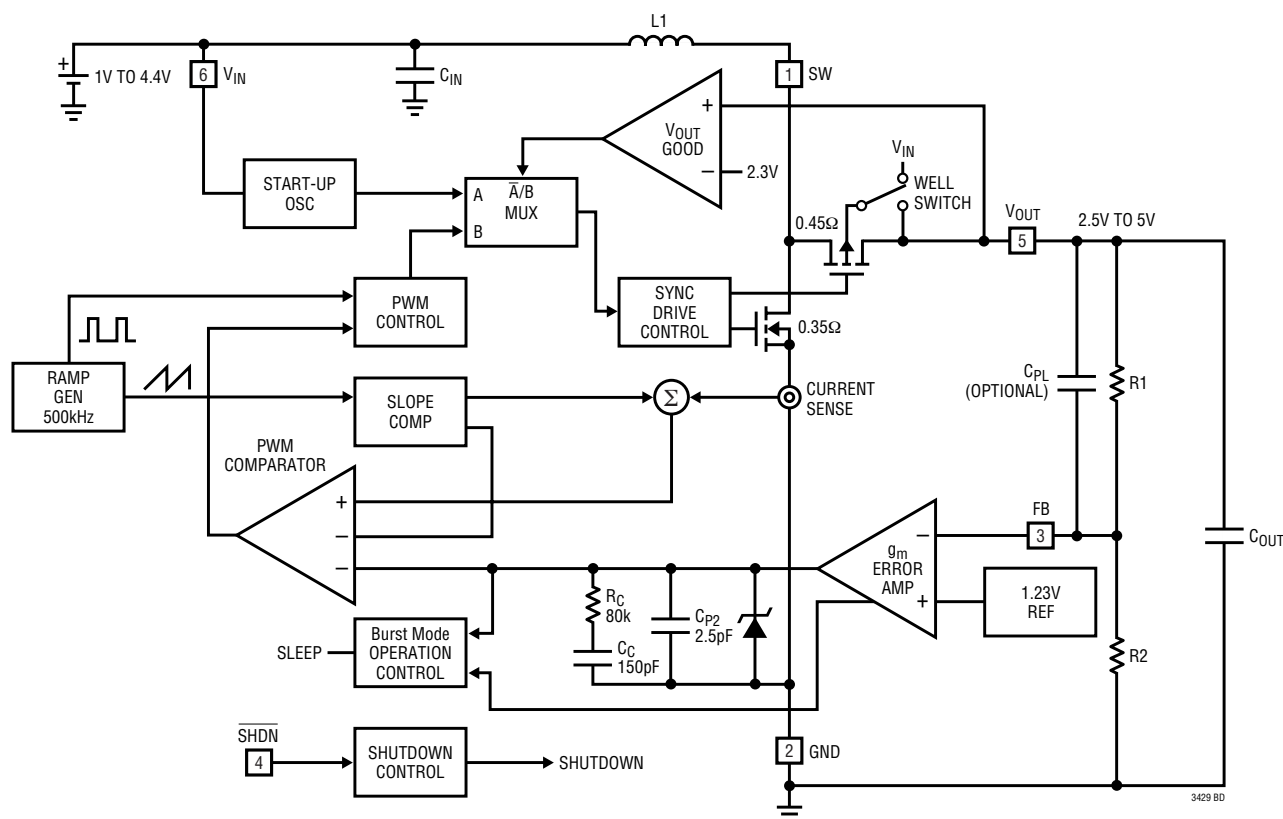 L1
+
1V TO 4.4V
6
VIN
CIN
1
SW
+
VOUT
GOOD
–
2.3V
VIN
WELL
SWITCH
START-UP
OSC
A
A̅/B
MUX
B
0.45Ω
VOUT
5
2.5V TO 5V
PWM
CONTROL
SYNC
DRIVE
CONTROL
0.35Ω
RAMP
GEN
500kHz
SLOPE
COMP
Σ
CURRENT
SENSE
CPL
(OPTIONAL)
R1
PWM
COMPARATOR
+
–
–
FB
3
–
gm
ERROR
AMP
+
1.23V
REF
COUT
RC
80k
CP2
2.5pF
CC
150pF
R2
SLEEP
Burst Mode
OPERATION
CONTROL
S̅H̅D̅N̅
4
SHUTDOWN
CONTROL
SHUTDOWN
2
GND
3429 BD